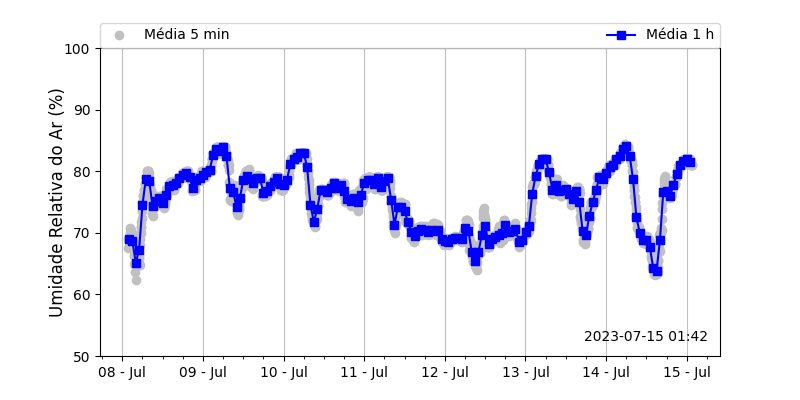 Média 5 min
Média 1 h
Umidade Relativa do Ar (%)
100
90
80
70
60
50
2023-07-15 01:42
08 - Jul
09 - Jul
10 - Jul
11 - Jul
12 - Jul
13 - Jul
14 - Jul
15 - Jul